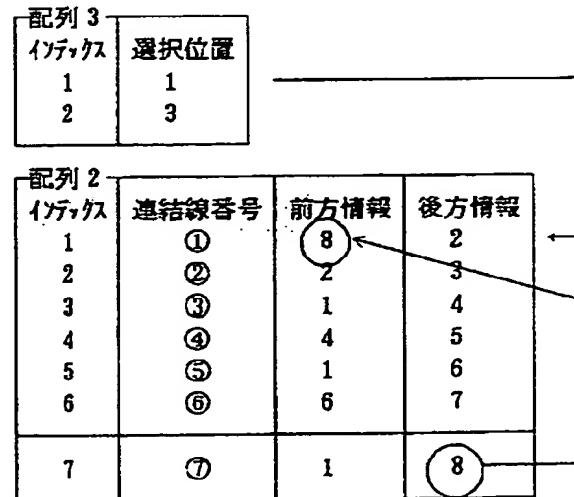 配列3
インデックス 選択位置
1 1
2 3
配列2
インデックス 連結線番号 前方情報 後方情報
1 ① 8 2
2 ② 2 3
3 ③ 1 4
4 ④ 4 5
5 ⑤ 1 6
6 ⑥ 6 7
7 ⑦ 1 8